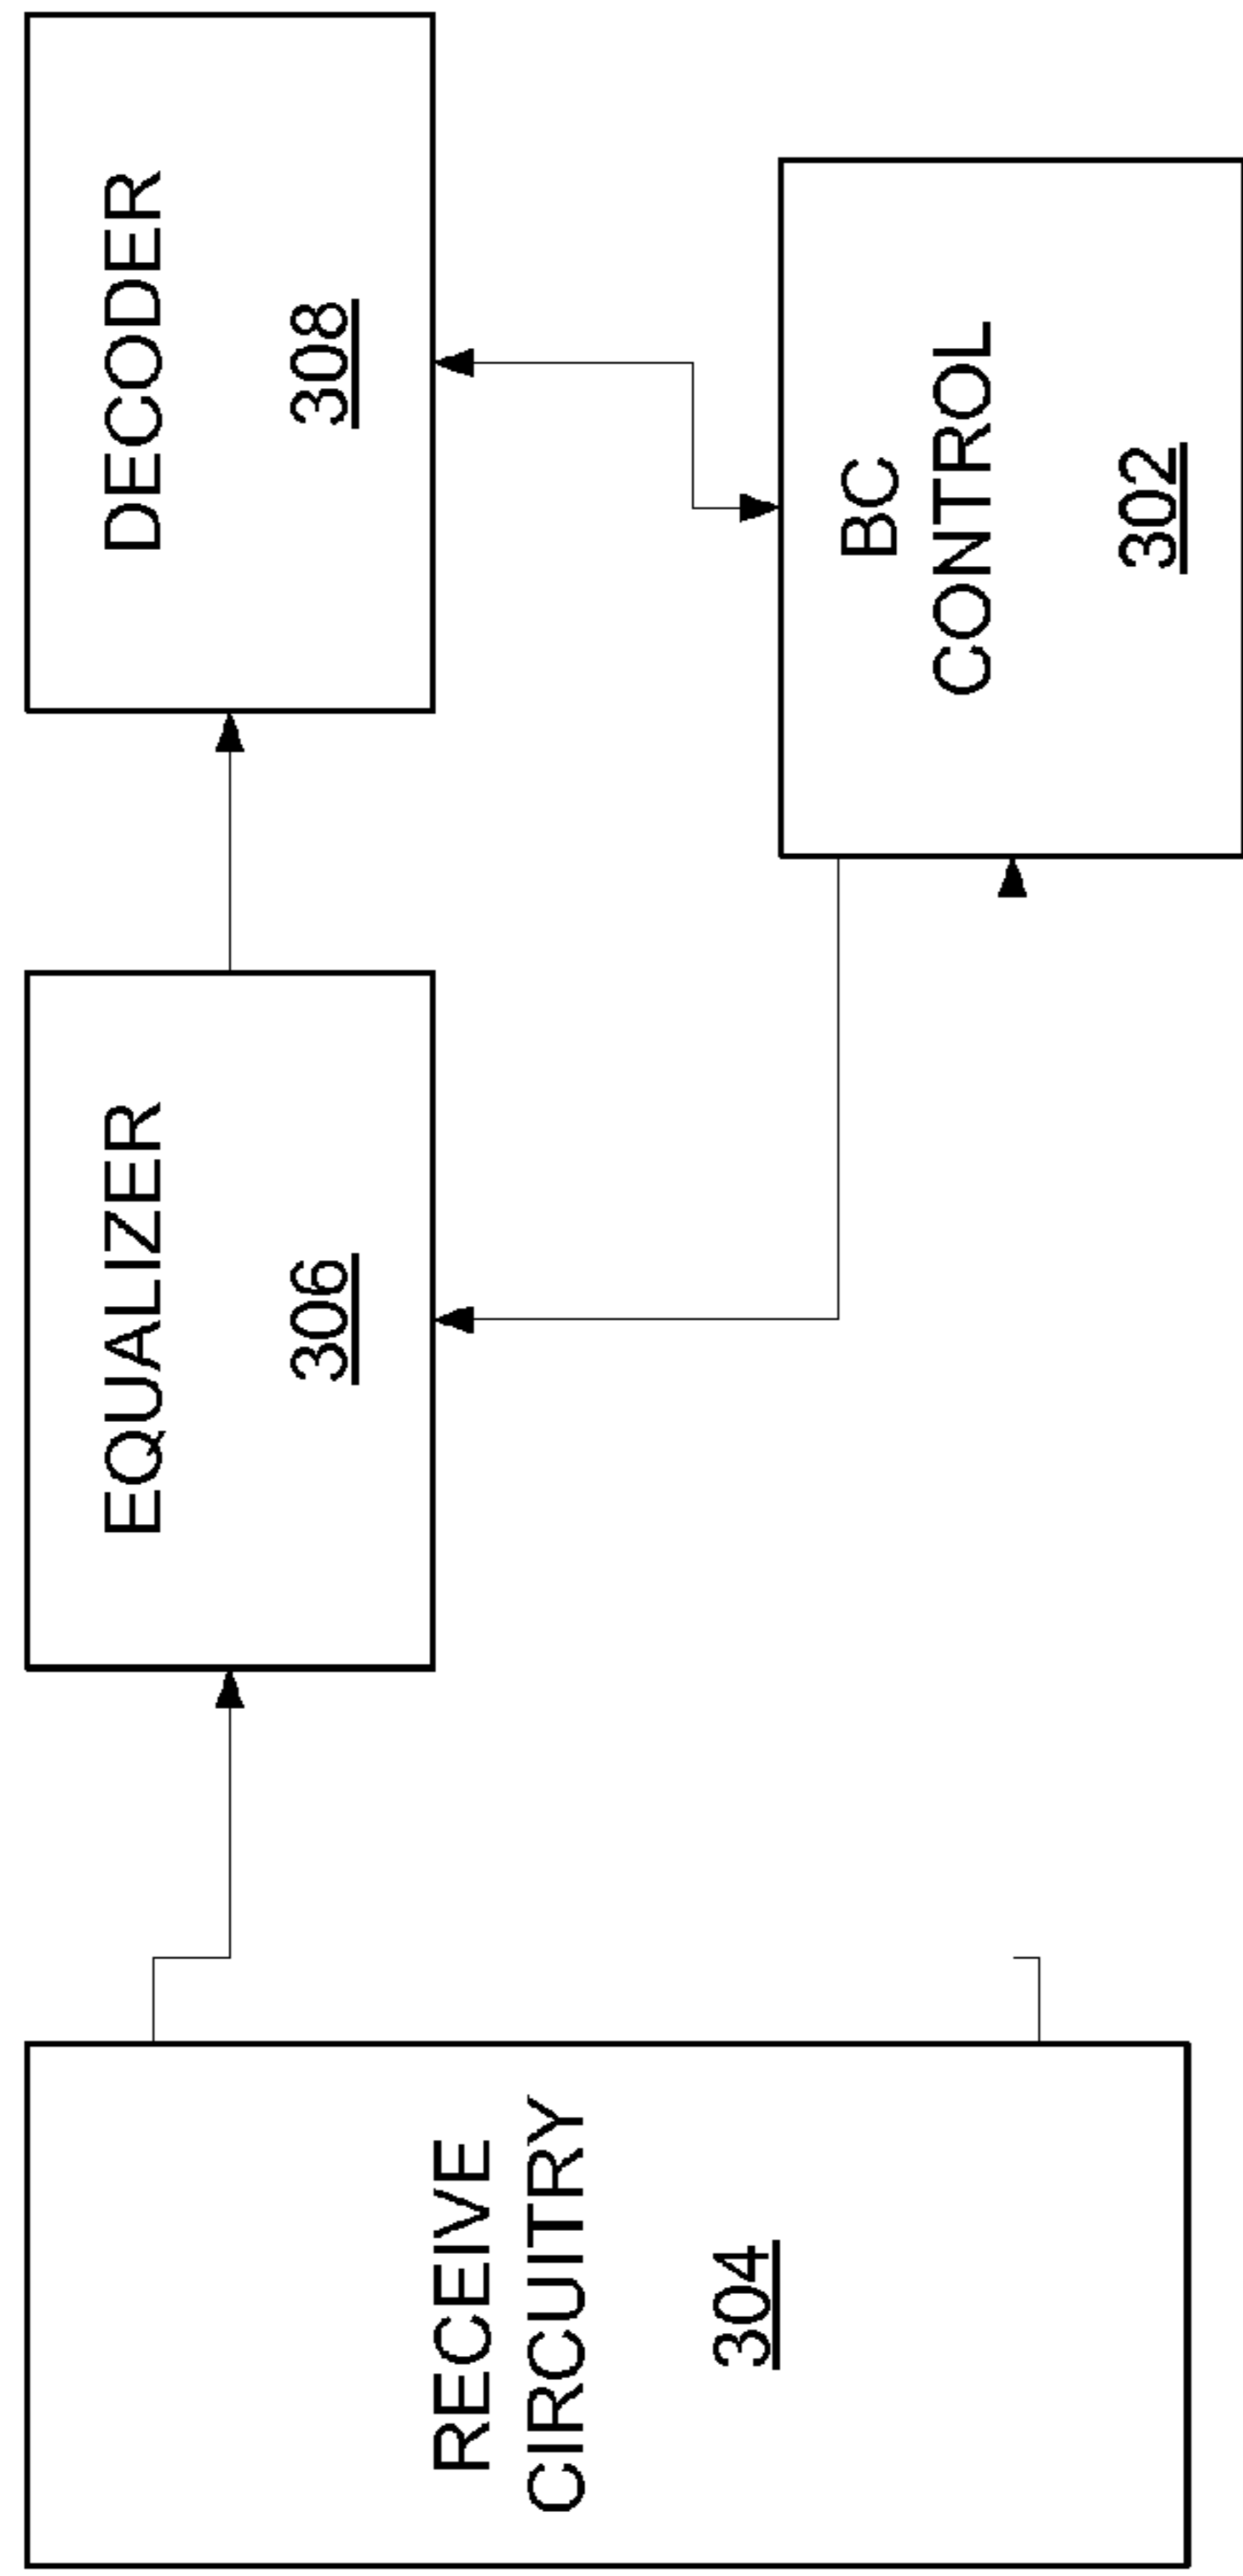 RECEIVE
CIRCUITRY
304
EQUALIZER
306
DECODER
308
BC
CONTROL
302